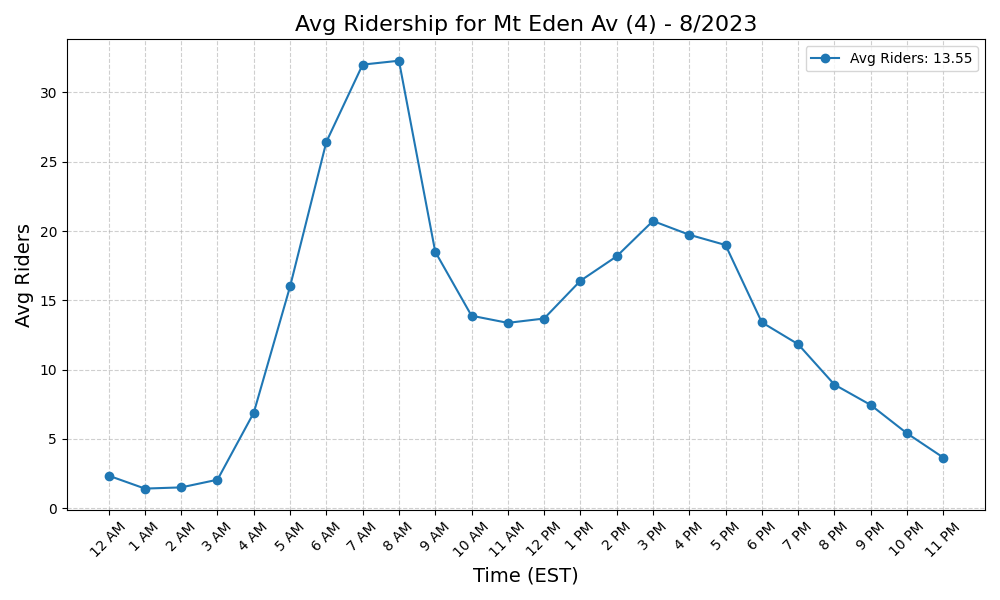 Avg Ridership for Mt Eden Av (4) - 8/2023
Avg Riders: 13.55
Avg Riders
30
25
20
15
10
5
0
12 AM
1 AM
2 AM
3 AM
4 AM
5 AM
6 AM
7 AM
8 AM
9 AM
10 AM
11 AM
12 PM
1 PM
2 PM
3 PM
4 PM
5 PM
6 PM
7 PM
8 PM
9 PM
10 PM
11 PM
Time (EST)